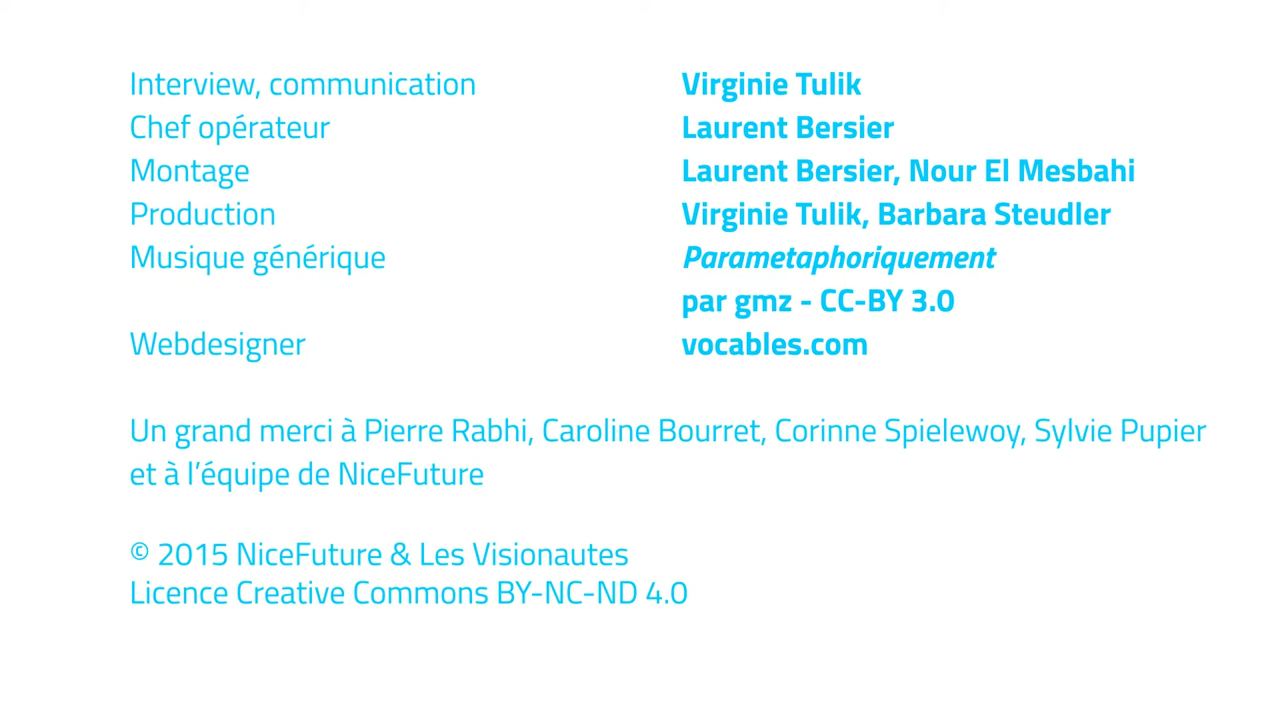 Interview, communication Virginie Tulik
Chef opérateur Laurent Bersier
Montage Laurent Bersier, Nour El Mesbahi
Production Virginie Tulik, Barbara Steudler
Musique générique Parametaphoriquement
par gmz - CC-BY 3.0
Webdesigner vocables.com
Un grand merci à Pierre Rabhi, Caroline Bourret, Corinne Spielewoy, Sylvie Pupier
et à l’équipe de NiceFuture
© 2015 NiceFuture & Les Visionautes
Licence Creative Commons BY-NC-ND 4.0